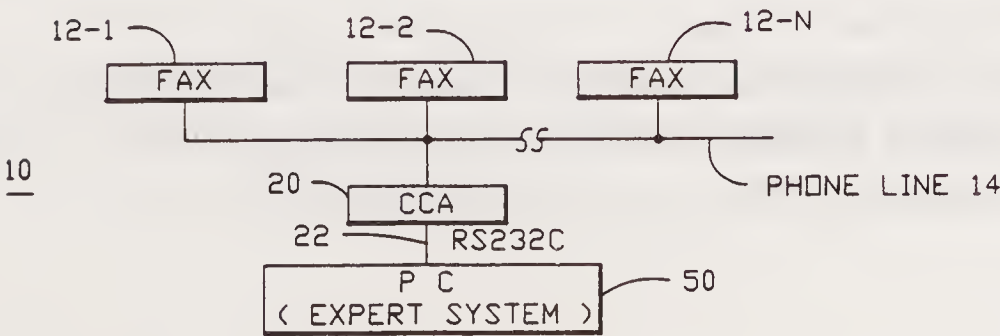 12-1 12-2 12-N
FAX FAX FAX
10
20 CCA PHONE LINE 14
22 RS232C
P C 50
( EXPERT SYSTEM )